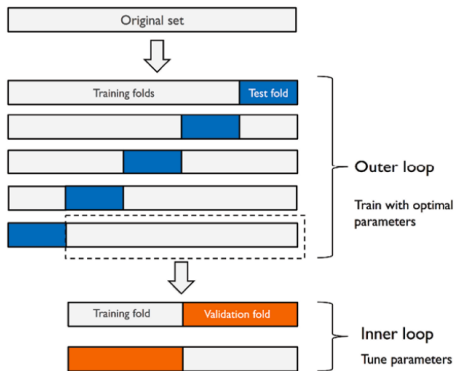 Original set
Training folds
Test fold
Outer loop
Train with optimal
parameters
Training fold
Validation fold
Inner loop
Tune parameters